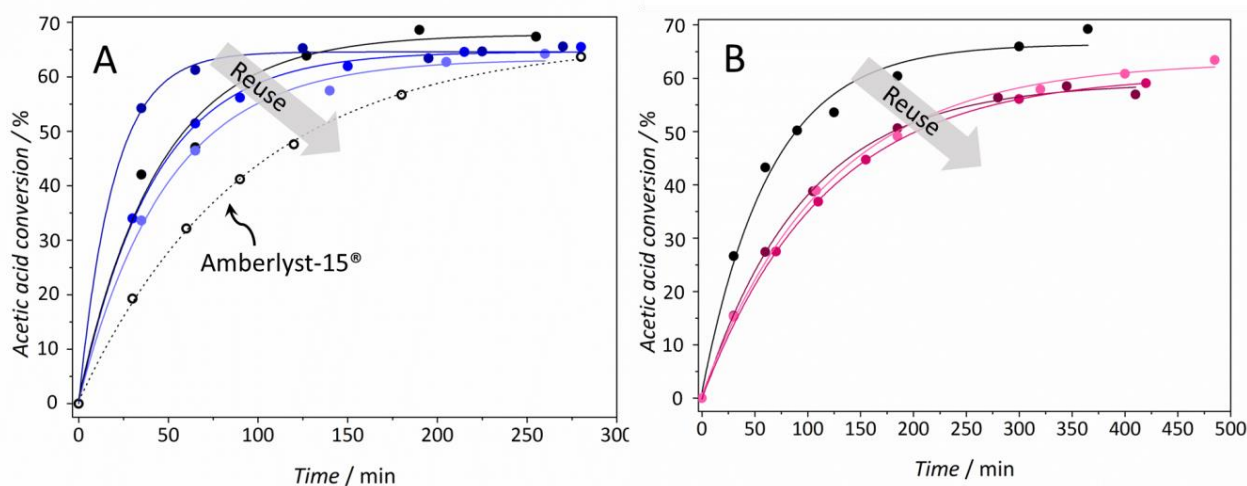 A
70
60
50
40
30
20
10
0
Acetic acid conversion / %
Reuse
Amberlyst-15®
0 50 100 150 200 250 300
Time / min
B
70
60
50
40
30
20
10
0
Acetic acid conversion / %
Reuse
0 50 100 150 200 250 300 350 400 450 500
Time / min